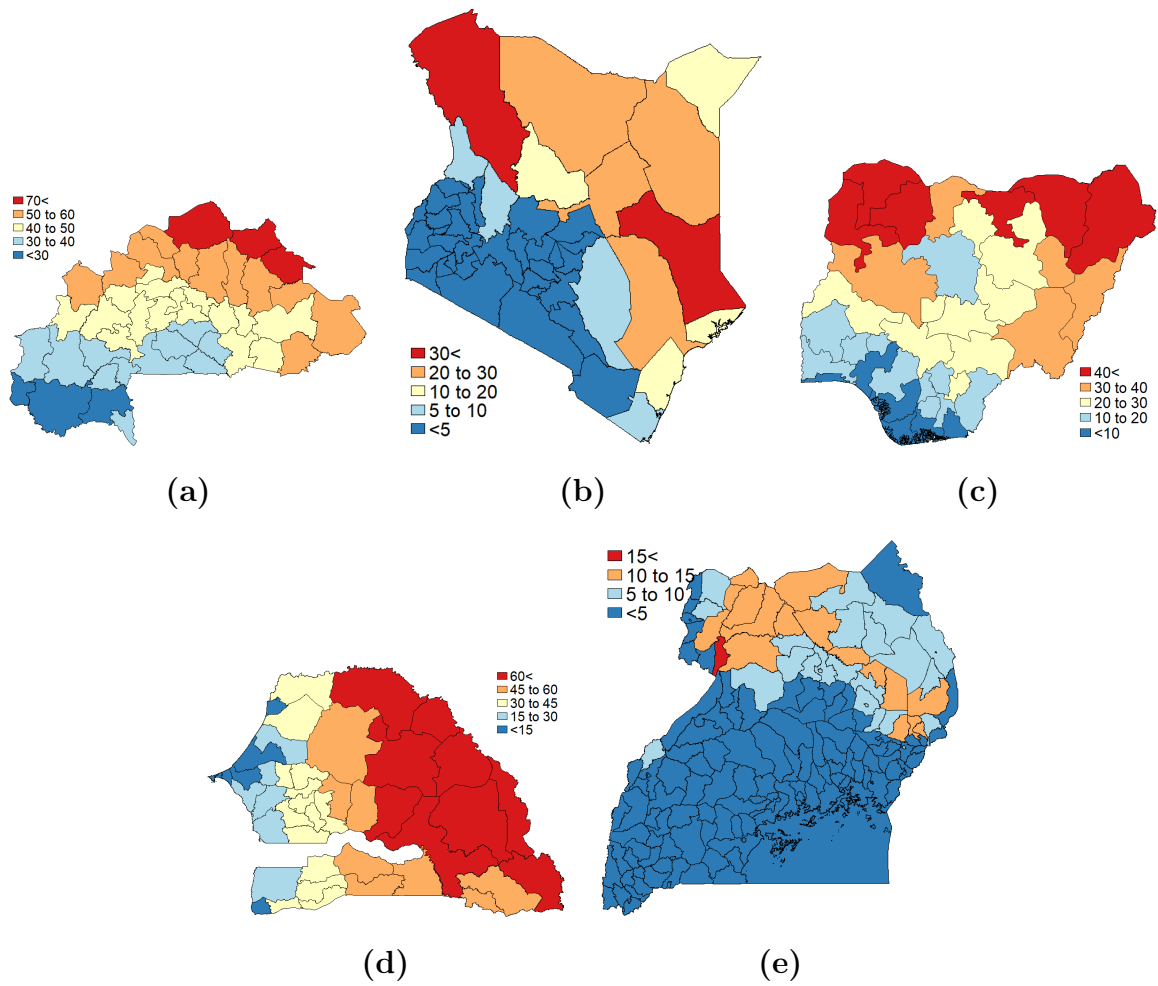 70<
50 to 60
40 to 50
30 to 40
<30
30<
20 to 30
10 to 20
5 to 10
<5
40<
30 to 40
20 to 30
10 to 20
<10
(a)
(b)
(c)
60<
45 to 60
30 to 45
15 to 30
<15
15<
10 to 15
5 to 10
<5
(d)
(e)